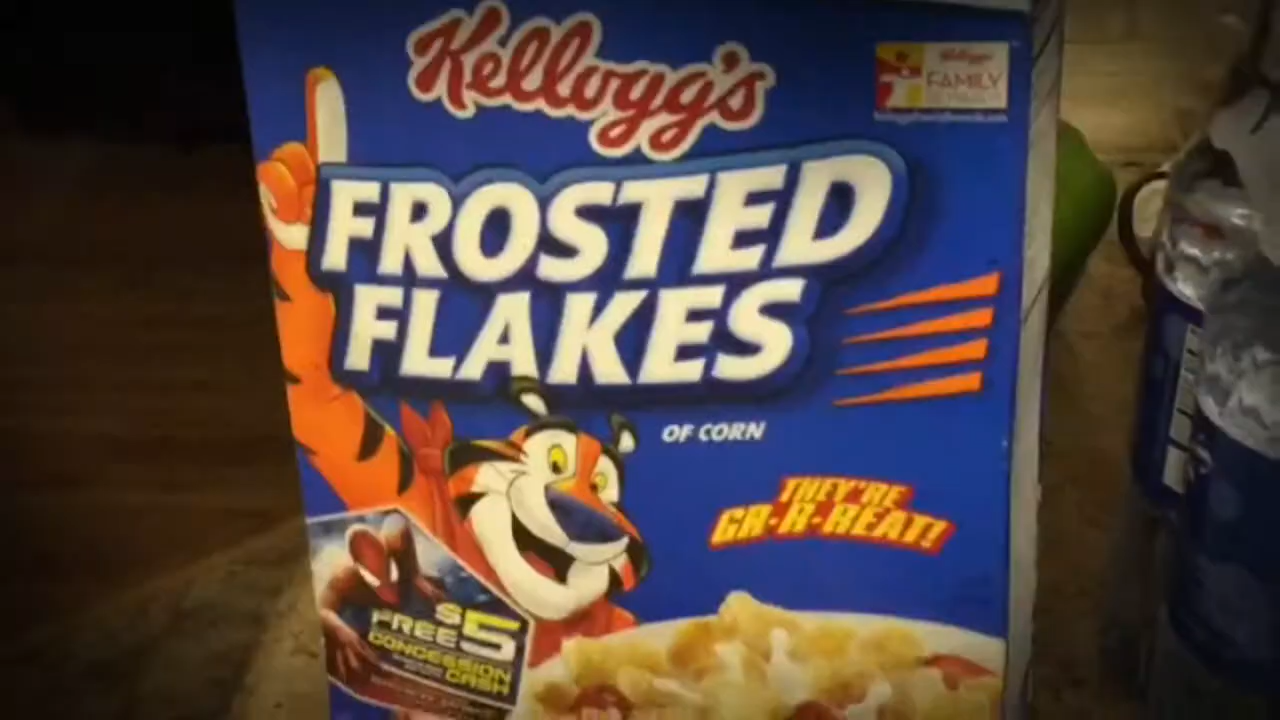 Kellogg's
FAMILY
FROSTED
FLAKES
OF CORN
THEY'RE
GR-R-REAT!
$5
FREE
CONCESSION
CASH